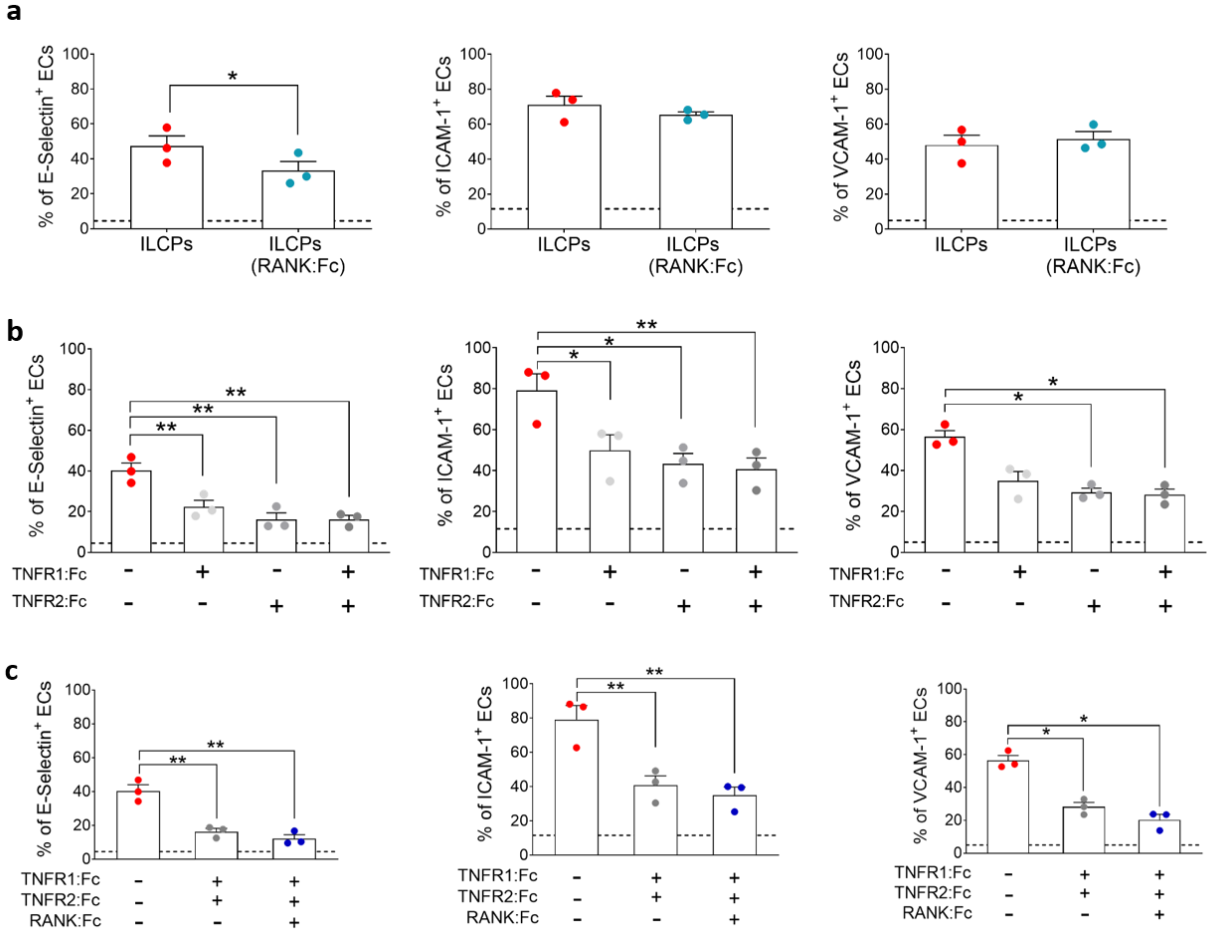 a
% of E-Selectin+ ECs
100
80
60
40
20
0
*
ILCPs
ILCPs
(RANK:Fc)
% of ICAM-1+ ECs
100
80
60
40
20
0
ILCPs
ILCPs
(RANK:Fc)
% of VCAM-1+ ECs
100
80
60
40
20
0
ILCPs
ILCPs
(RANK:Fc)
b
% of E-Selectin+ ECs
100
80
60
40
20
0
**
**
**
TNFR1:Fc - + - +
TNFR2:Fc - - + +
% of ICAM-1+ ECs
100
80
60
40
20
0
**
*
*
TNFR1:Fc - + - +
TNFR2:Fc - - + +
% of VCAM-1+ ECs
100
80
60
40
20
0
*
*
TNFR1:Fc - + - +
TNFR2:Fc - - + +
c
% of E-Selectin+ ECs
100
80
60
40
20
0
**
**
TNFR1:Fc - + +
TNFR2:Fc - + +
RANK:Fc - - +
% of ICAM-1+ ECs
100
80
60
40
20
0
**
**
TNFR1:Fc - + +
TNFR2:Fc - + +
RANK:Fc - - +
% of VCAM-1+ ECs
100
80
60
40
20
0
*
*
TNFR1:Fc - + +
TNFR2:Fc - + +
RANK:Fc - - +